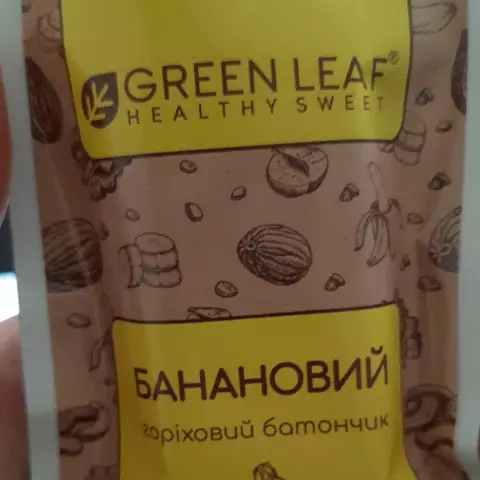 GREEN LEAF®
HEALTHY SWEET
БАНАНОВИЙ
горіховий батончик